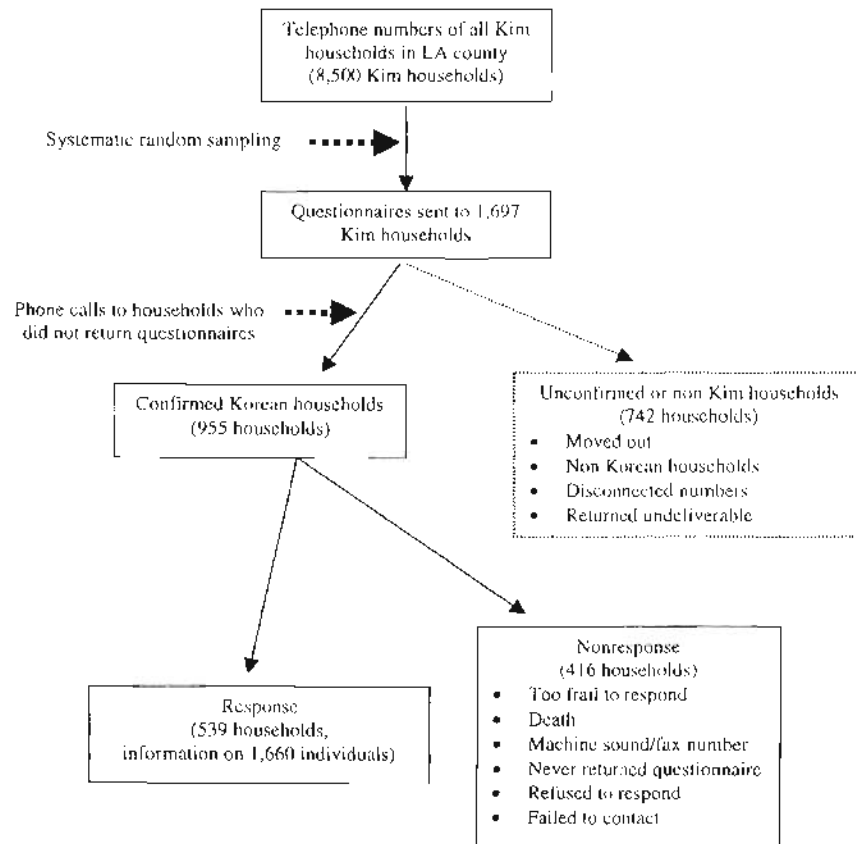 Telephone numbers of all Kim
households in LA county
(8,500 Kim households)
Systematic random sampling
Questionnaires sent to 1,697
Kim households
Phone calls to households who
did not return questionnaires
Confirmed Korean households
(955 households)
Unconfirmed or non Kim households
(742 households)
• Moved out
• Non Korean households
• Disconnected numbers
• Returned undeliverable
Response
(539 households,
information on 1,660 individuals)
Nonresponse
(416 households)
• Too frail to respond
• Death
• Machine sound/fax number
• Never returned questionnaire
• Refused to respond
• Failed to contact